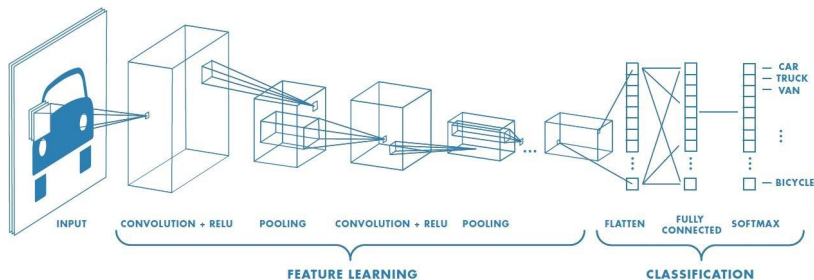 CAR
TRUCK
VAN
BICYCLE
INPUT
CONVOLUTION + RELU
POOLING
CONVOLUTION + RELU
POOLING
FLATTEN
FULLY
CONNECTED
SOFTMAX
FEATURE LEARNING
CLASSIFICATION